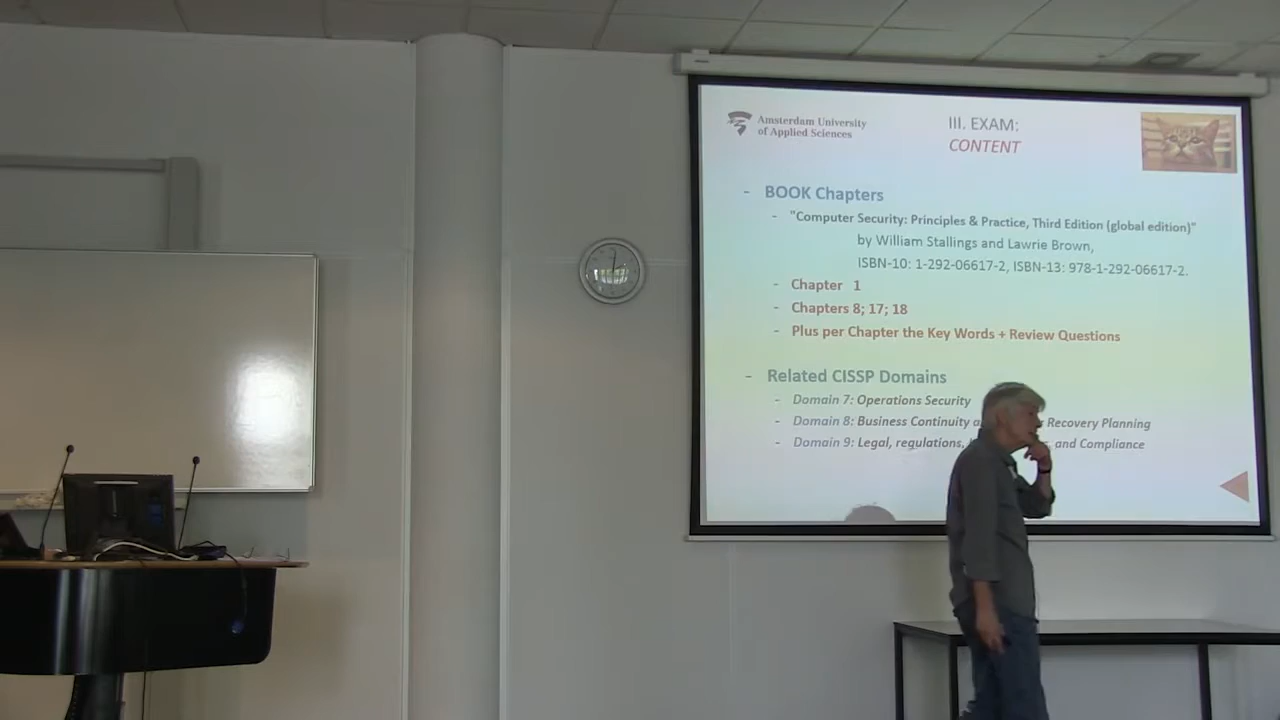 Amsterdam University
of Applied Sciences
III. EXAM:
CONTENT
- BOOK Chapters
- "Computer Security: Principles & Practice, Third Edition (global edition)"
by William Stallings and Lawrie Brown,
ISBN-10: 1-292-06617-2, ISBN-13: 978-1-292-06617-2.
- Chapter 1
- Chapters 8; 17; 18
- Plus per Chapter the Key Words + Review Questions
- Related CISSP Domains
- Domain 7: Operations Security
- Domain 8: Business Continuity Recovery Planning
- Domain 9: Legal, regulations, and Compliance